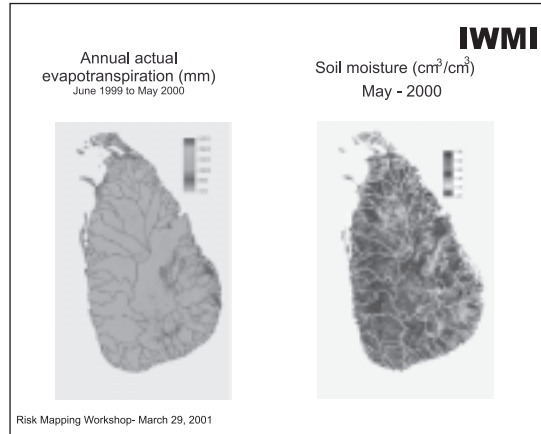 IWMI
Annual actual
evapotranspiration (mm)
June 1999 to May 2000
Soil moisture (cm³/cm³)
May - 2000
Risk Mapping Workshop- March 29, 2001